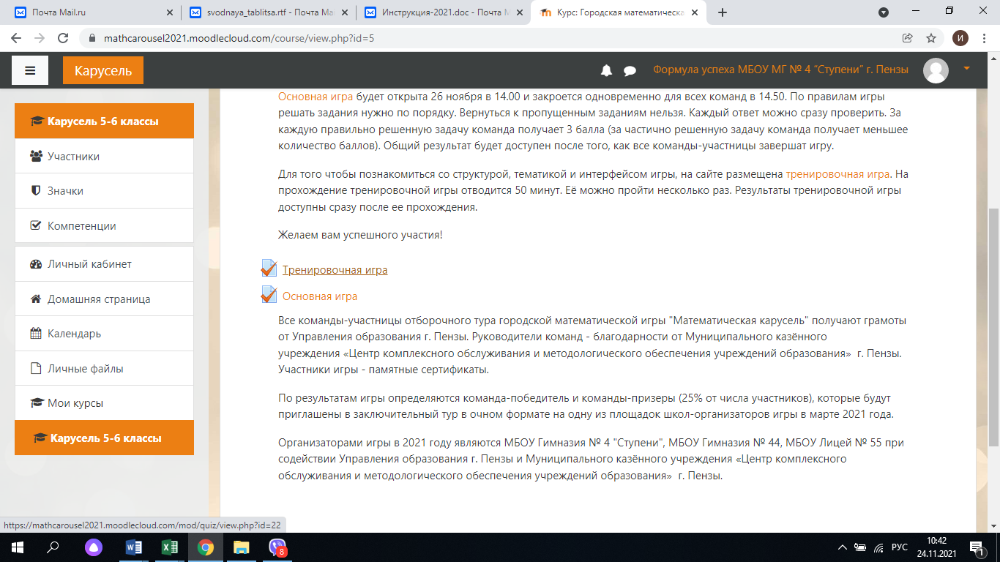 Почта Mail.ru
svodnaya_tablitsa.rtf - Почта Mai
Инструкция-2021.doc - Почта М
Курс: Городская математическа
mathcarousel2021.moodlecloud.com/course/view.php?id=5
И
Карусель
Формула успеха МБОУ МГ № 4 “Ступени” г. Пензы
Карусель 5-6 классы
Участники
Значки
Компетенции
Личный кабинет
Домашняя страница
Календарь
Личные файлы
Мои курсы
Карусель 5-6 классы
Основная игра будет открыта 26 ноября в 14.00 и закроется одновременно для всех команд в 14.50. По правилам игры
решать задания нужно по порядку. Вернуться к пропущенным заданиям нельзя. Каждый ответ можно сразу проверить. За
каждую правильно решенную задачу команда получает 3 балла (за частично решенную задачу команда получает меньшее
количество баллов). Общий результат будет доступен после того, как все команды-участницы завершат игру.
Для того чтобы познакомиться со структурой, тематикой и интерфейсом игры, на сайте размещена тренировочная игра. На
прохождение тренировочной игры отводится 50 минут. Её можно пройти несколько раз. Результаты тренировочной игры
доступны сразу после ее прохождения.
Желаем вам успешного участия!
Тренировочная игра
Основная игра
Все команды-участницы отборочного тура городской математической игры "Математическая карусель" получают грамоты
от Управления образования г. Пензы. Руководители команд - благодарности от Муниципального казённого
учреждения «Центр комплексного обслуживания и методологического обеспечения учреждений образования»  г. Пензы.
Участники игры - памятные сертификаты.
По результатам игры определяются команда-победитель и команды-призеры (25% от числа участников), которые будут
приглашены в заключительный тур в очном формате на одну из площадок школ-организаторов игры в марте 2021 года.
Организаторами игры в 2021 году являются МБОУ Гимназия № 4 "Ступени", МБОУ Гимназия № 44, МБОУ Лицей № 55 при
содействии Управления образования г. Пензы и Муниципального казённого учреждения «Центр комплексного
обслуживания и методологического обеспечения учреждений образования»  г. Пензы.
https://mathcarousel2021.moodlecloud.com/mod/quiz/view.php?id=22
8
РУС
10:42
24.11.2021
1